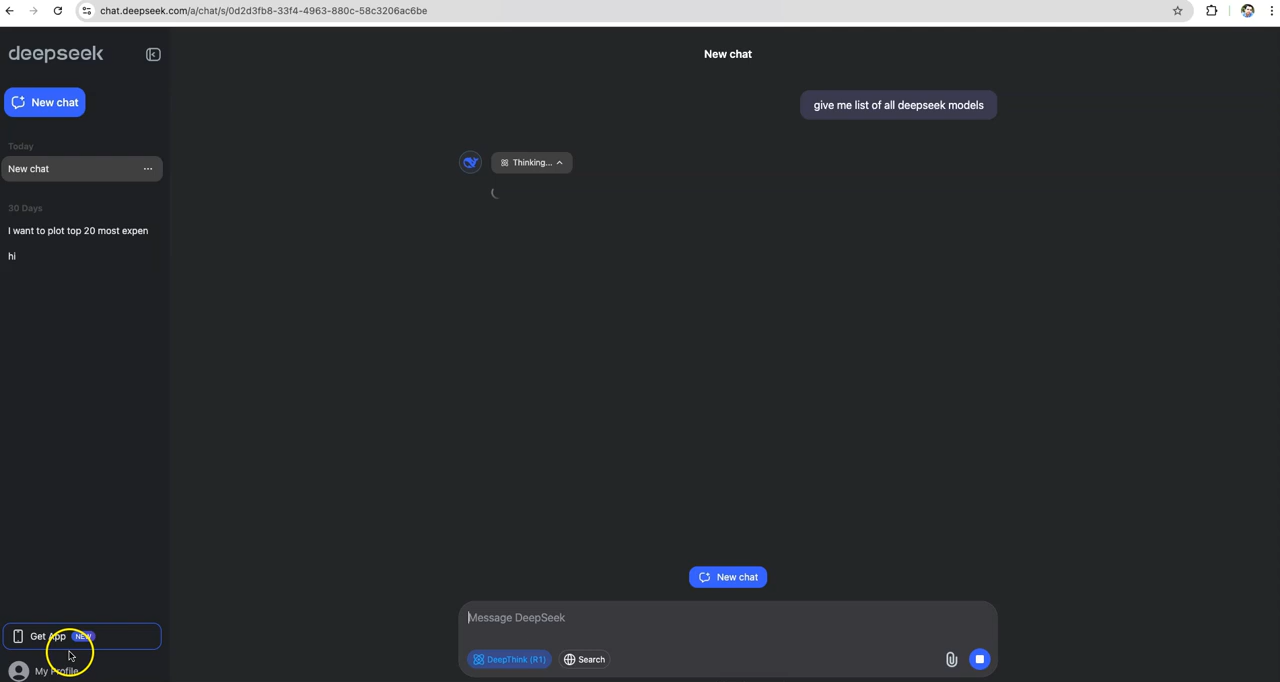 chat.deepseek.com/a/chat/s/0d2d3fb8-33f4-4963-880c-58c3206ac6be
deepseek
New chat
New chat
give me list of all deepseek models
Today
Thinking...
New chat
30 Days
I want to plot top 20 most expen
hi
New chat
Message DeepSeek
Get App NEW
DeepThink (R1) Search
My Profile